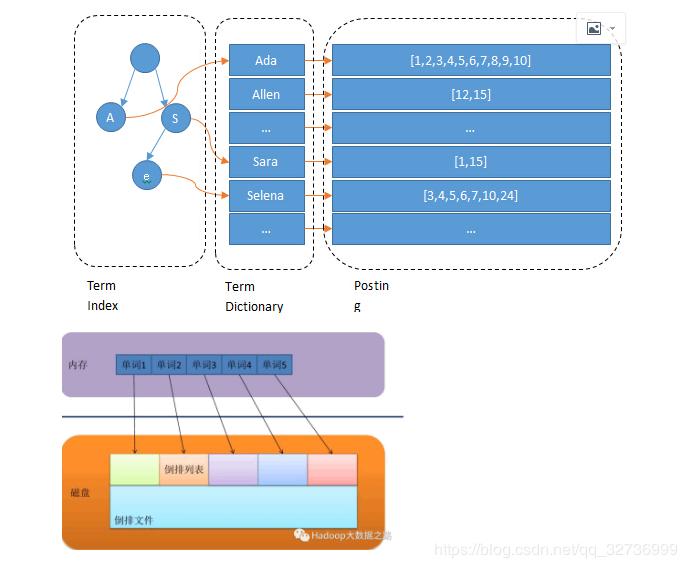 Ada
[1,2,3,4,5,6,7,8,9,10]
Allen
[12,15]
...
...
A
S
Sara
[1,15]
e
Selena
[3,4,5,6,7,10,24]
...
...
Term
Index
Term
Dictionary
Postin
g
内存
单词1 单词2 单词3 单词4 单词5
倒排列表
磁盘
倒排文件
Hadoop大数据之路
https://blog.csdn.net/qq_32736999